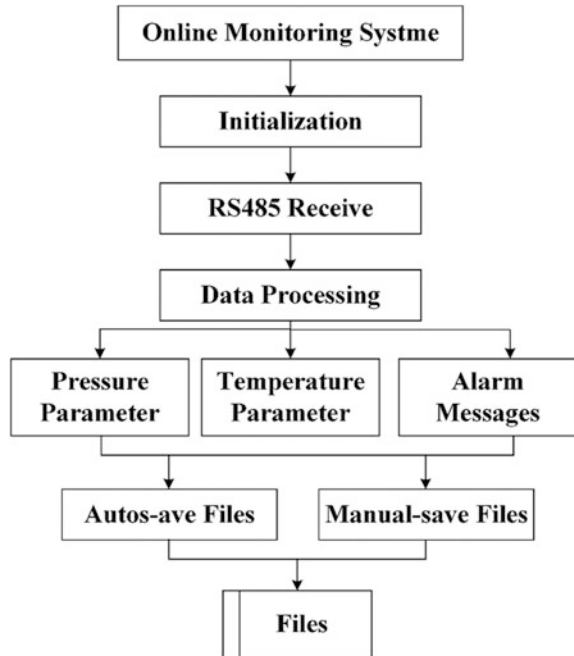 Online Monitoring Systme
Initialization
RS485 Receive
Data Processing
Pressure
Parameter
Temperature
Parameter
Alarm
Messages
Autos-ave Files
Manual-save Files
Files